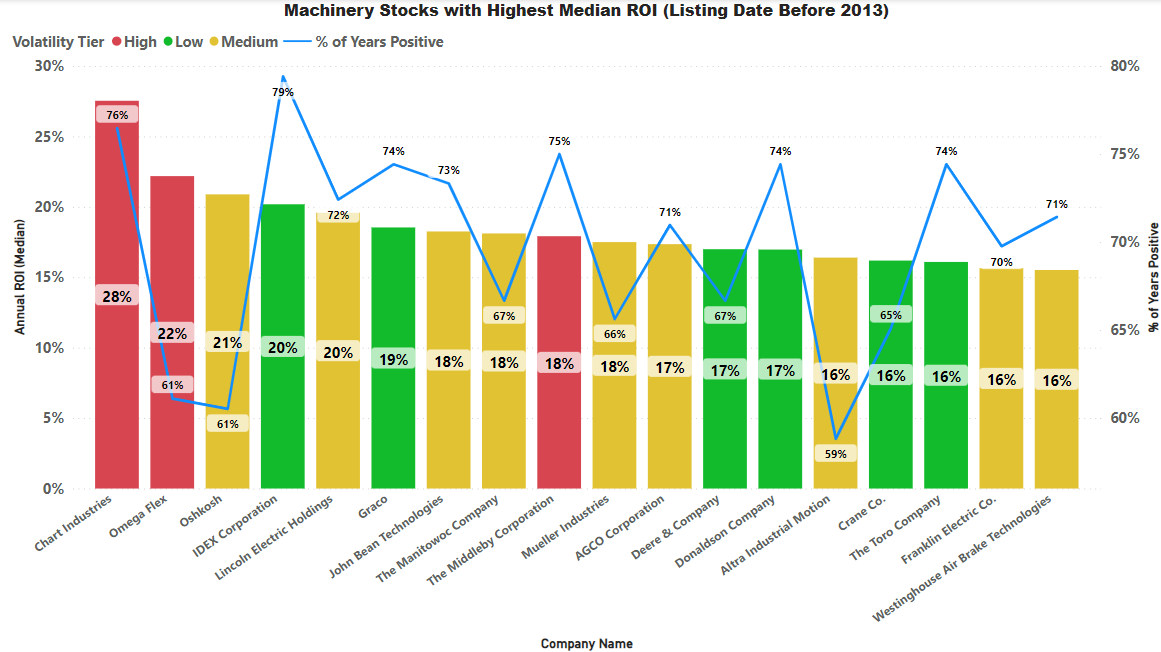 Machinery Stocks with Highest Median ROI (Listing Date Before 2013)
Volatility Tier High Low Medium % of Years Positive
30%
25%
20%
15%
10%
5%
0%
Annual ROI (Median)
80%
75%
70%
65%
60%
% of Years Positive
76%
61%
61%
79%
72%
74%
73%
67%
75%
66%
71%
67%
74%
59%
65%
74%
70%
71%
28%
22%
21%
20%
20%
19%
18%
18%
18%
18%
17%
17%
17%
16%
16%
16%
16%
16%
Chart Industries
Omega Flex
Oshkosh
IDEX Corporation
Lincoln Electric Holdings
Graco
John Bean Technologies
The Manitowoc Company
The Middleby Corporation
Mueller Industries
AGCO Corporation
Deere & Company
Donaldson Company
Altra Industrial Motion
Crane Co.
The Toro Company
Franklin Electric Co.
Westinghouse Air Brake Technologies
Company Name